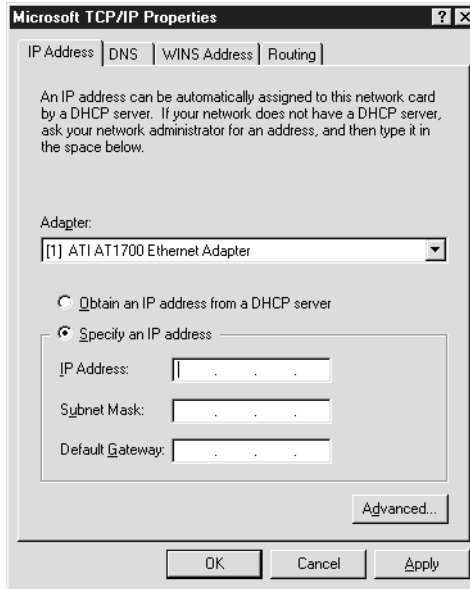 Microsoft TCP/IP Properties
IP Address DNS WINS Address Routing
An IP address can be automatically assigned to this network card
by a DHCP server. If your network does not have a DHCP server,
ask your network administrator for an address, and then type it in
the space below.
Adapter:
[1] ATI AT1700 Ethernet Adapter
Obtain an IP address from a DHCP server
Specify an IP address
IP Address: . . .
Subnet Mask: . . .
Default Gateway: . . .
Advanced...
OK Cancel Apply